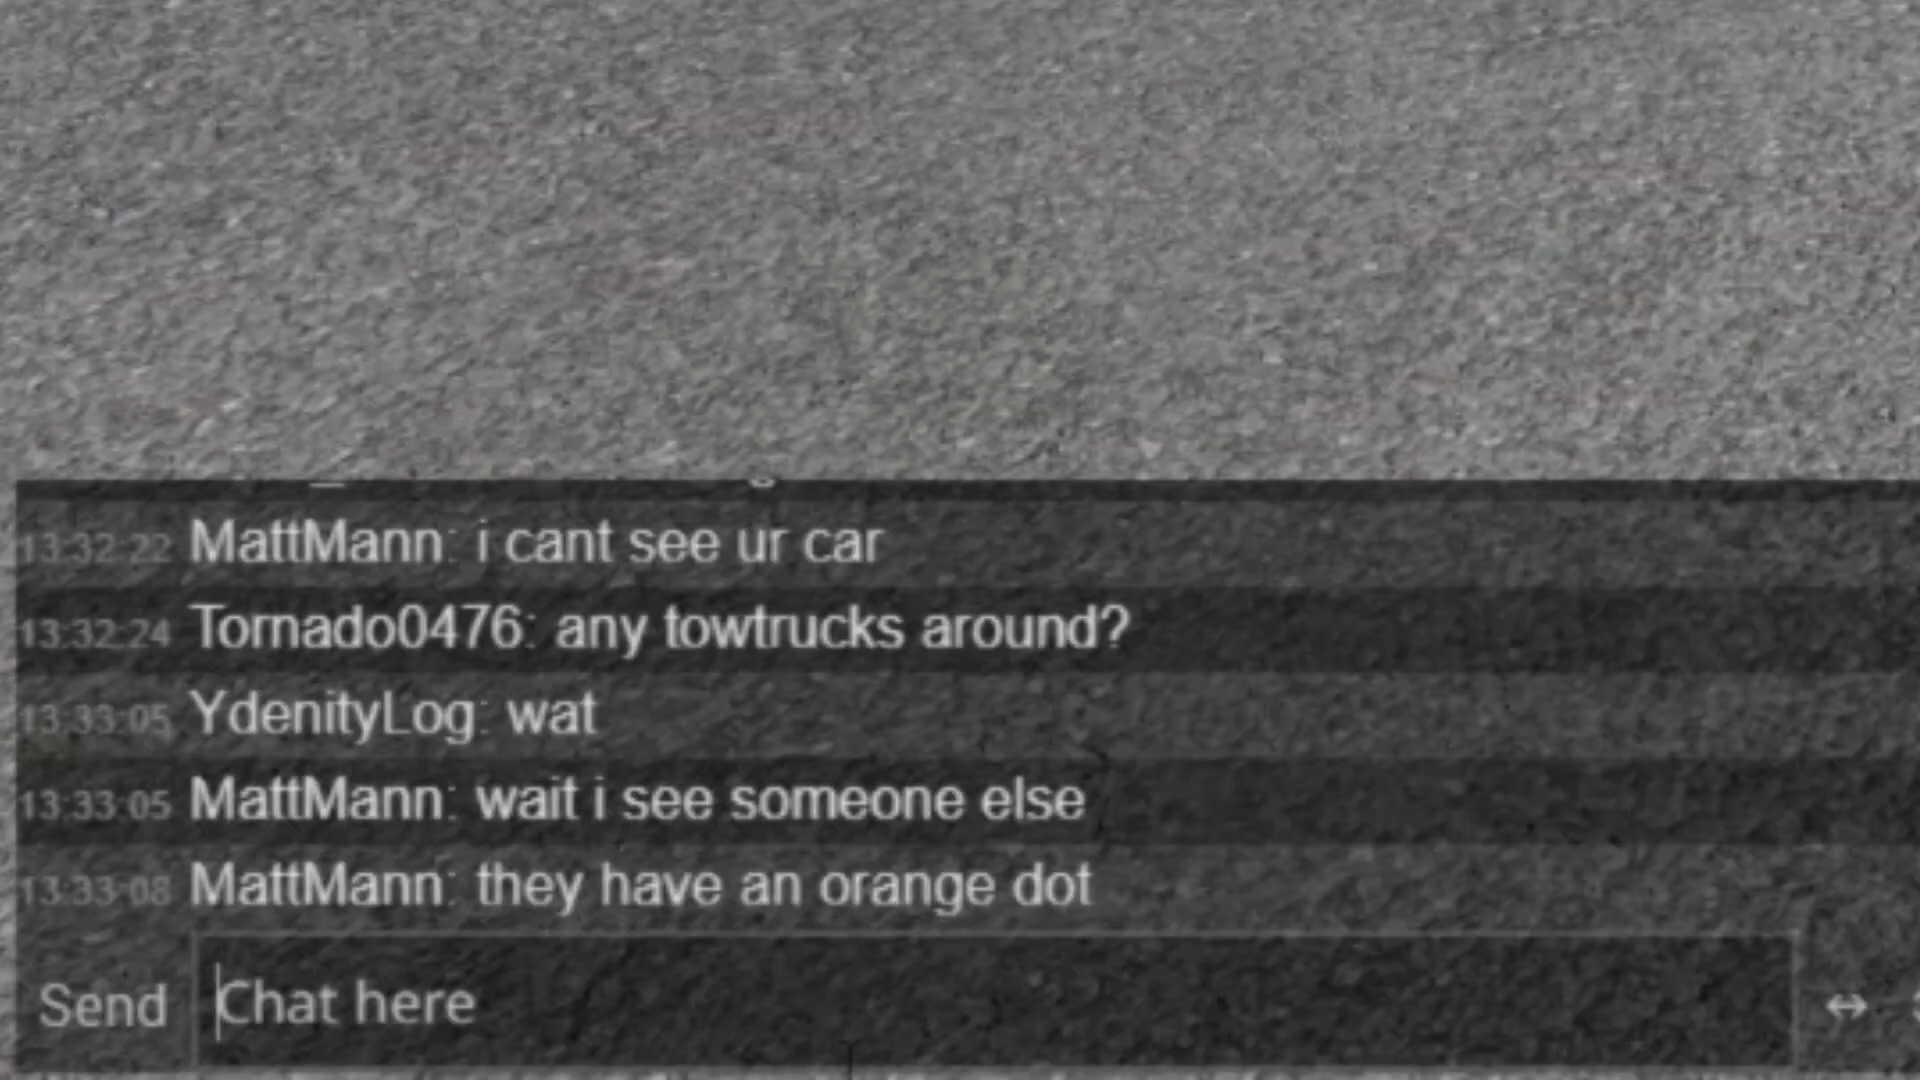 13:32:22 MattMann: i cant see ur car
13:32:24 Tornado0476: any towtrucks around?
13:33:05 YdenityLog: wat
13:33:05 MattMann: wait i see someone else
13:33:08 MattMann: they have an orange dot
Send Chat here